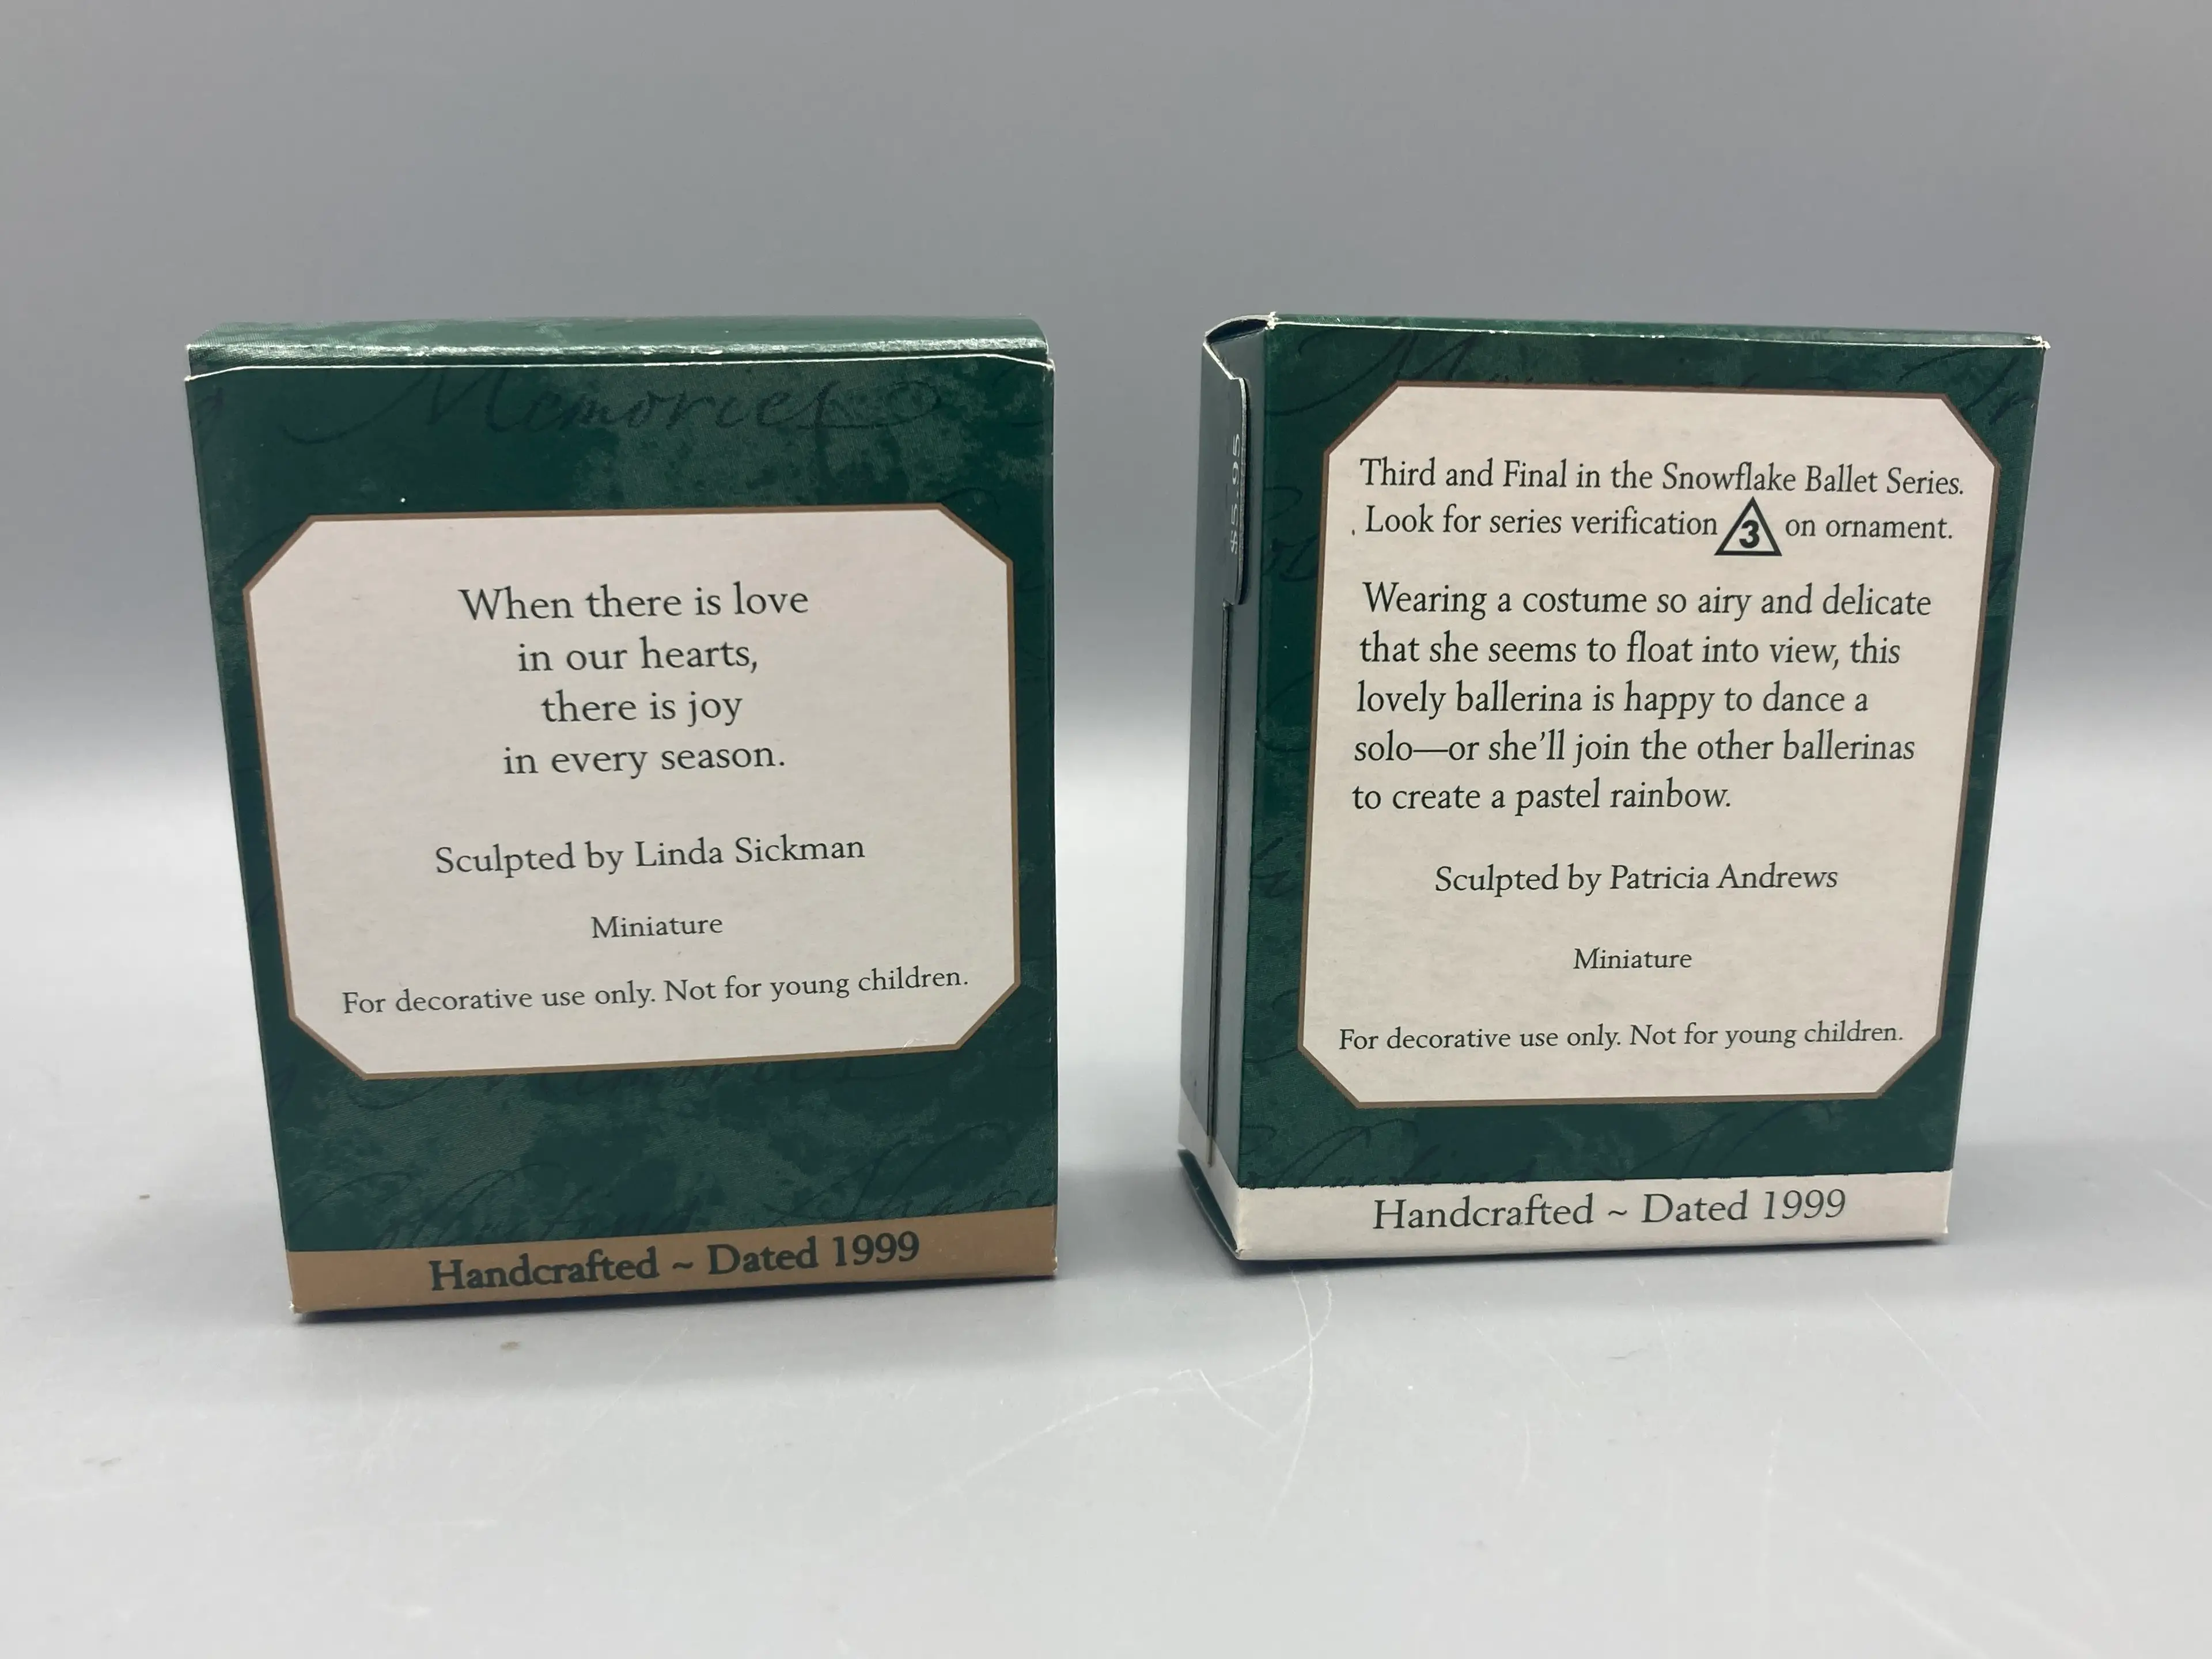 Memories
When there is love
in our hearts,
there is joy
in every season.
Sculpted by Linda Sickman
Miniature
For decorative use only. Not for young children.
Handcrafted ~ Dated 1999
$5.95
Third and Final in the Snowflake Ballet Series.
Look for series verification 3 on ornament.
Wearing a costume so airy and delicate
that she seems to float into view, this
lovely ballerina is happy to dance a
solo—or she'll join the other ballerinas
to create a pastel rainbow.
Sculpted by Patricia Andrews
Miniature
For decorative use only. Not for young children.
Handcrafted ~ Dated 1999